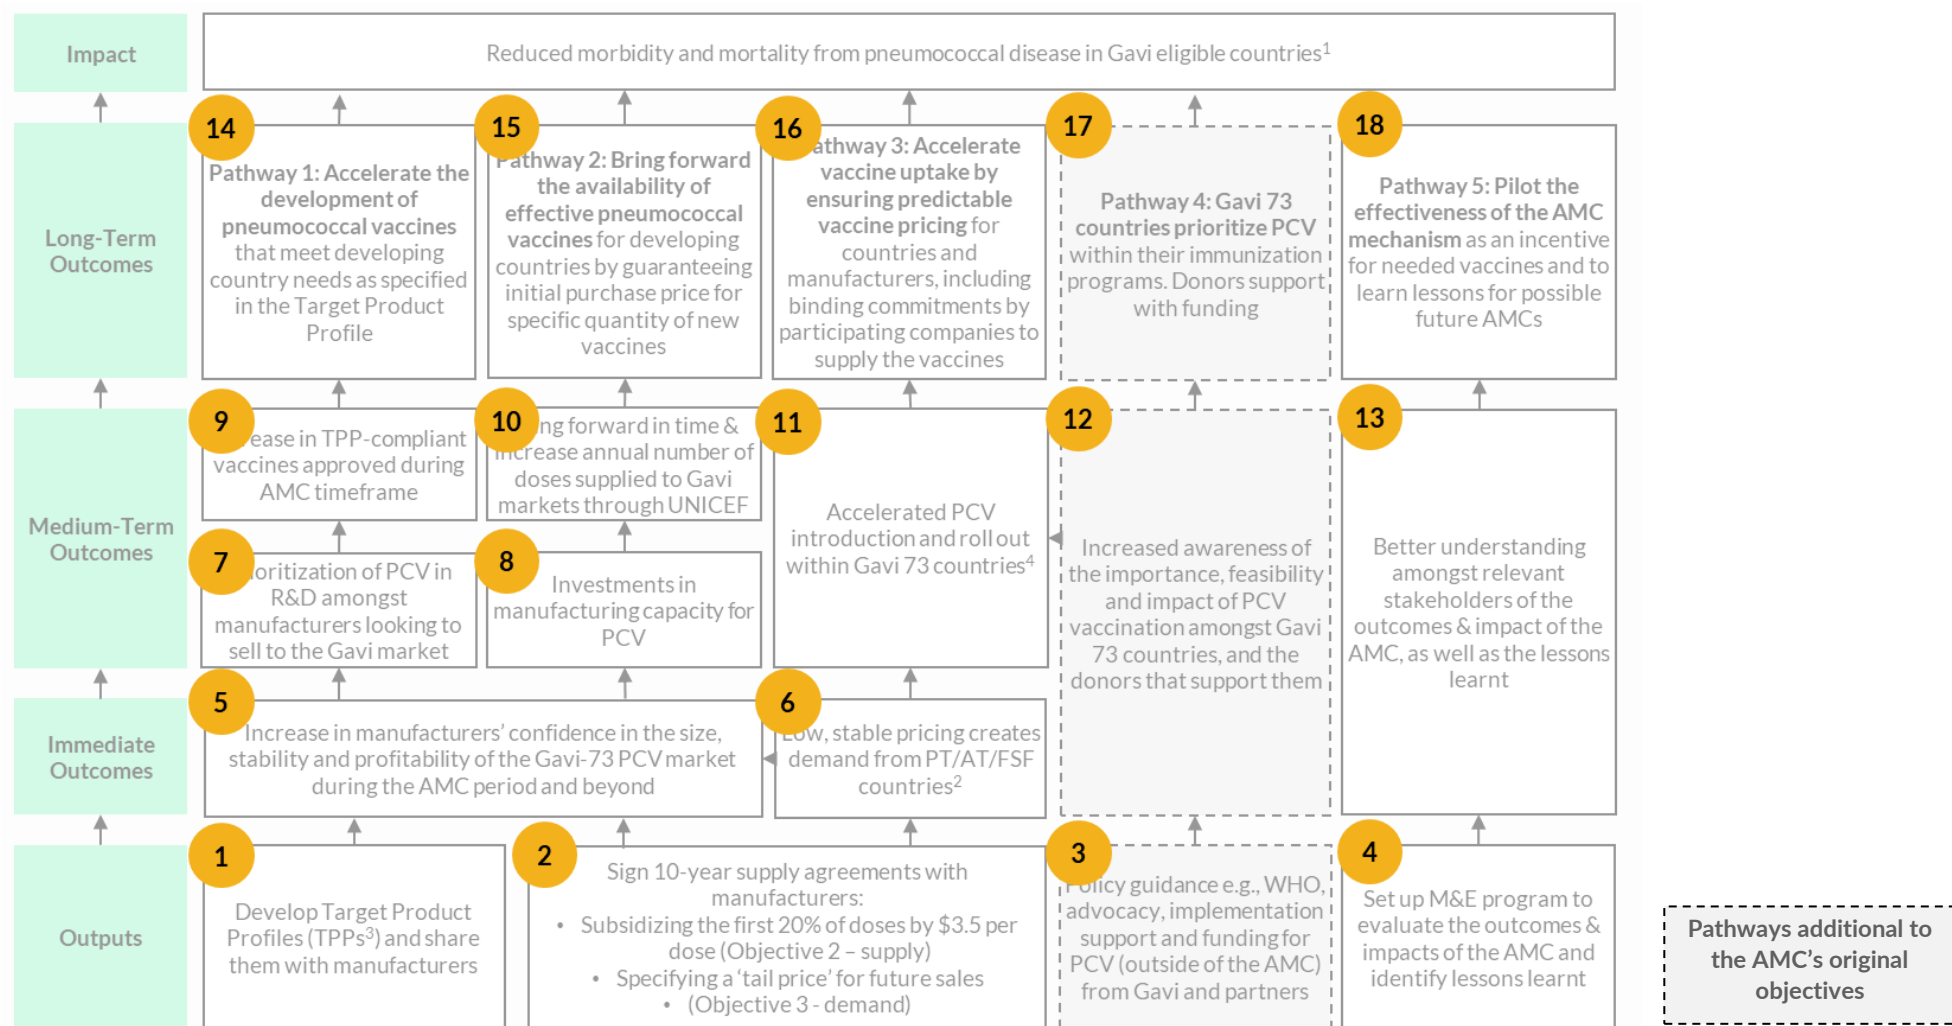 Impact
Reduced morbidity and mortality from pneumococcal disease in Gavi eligible countries1
Long-Term
Outcomes
14
Pathway 1: Accelerate the
development of
pneumococcal vaccines
that meet developing
country needs as specified
in the Target Product
Profile
15
Pathway 2: Bring forward
the availability of
effective pneumococcal
vaccines for developing
countries by guaranteeing
initial purchase price for
specific quantity of new
vaccines
16
athway 3: Accelerate
vaccine uptake by
ensuring predictable
vaccine pricing for
countries and
manufacturers, including
binding commitments by
participating companies to
supply the vaccines
17
Pathway 4: Gavi 73
countries prioritize PCV
within their immunization
programs. Donors support
with funding
18
Pathway 5: Pilot the
effectiveness of the AMC
mechanism as an incentive
for needed vaccines and to
learn lessons for possible
future AMCs
Medium-Term
Outcomes
9
ease in TPP-compliant
vaccines approved during
AMC timeframe
10
ng forward in time &
increase annual number of
doses supplied to Gavi
markets through UNICEF
11
Accelerated PCV
introduction and roll out
within Gavi 73 countries4
12
Increased awareness of
the importance, feasibility
and impact of PCV
vaccination amongst Gavi
73 countries, and the
donors that support them
13
Better understanding
amongst relevant
stakeholders of the
outcomes & impact of the
AMC, as well as the lessons
learnt
7
oritization of PCV in
R&D amongst
manufacturers looking to
sell to the Gavi market
8
Investments in
manufacturing capacity for
PCV
Immediate
Outcomes
5
Increase in manufacturers' confidence in the size,
stability and profitability of the Gavi-73 PCV market
during the AMC period and beyond
6
Low, stable pricing creates
demand from PT/AT/FSF
countries2
Outputs
1
Develop Target Product
Profiles (TPPs3) and share
them with manufacturers
2
Sign 10-year supply agreements with
manufacturers:
• Subsidizing the first 20% of doses by $3.5 per
dose (Objective 2 – supply)
• Specifying a 'tail price' for future sales
• (Objective 3 - demand)
3
Policy guidance e.g., WHO,
advocacy, implementation
support and funding for
PCV (outside of the AMC)
from Gavi and partners
4
Set up M&E program to
evaluate the outcomes &
impacts of the AMC and
identify lessons learnt
Pathways additional to
the AMC's original
objectives